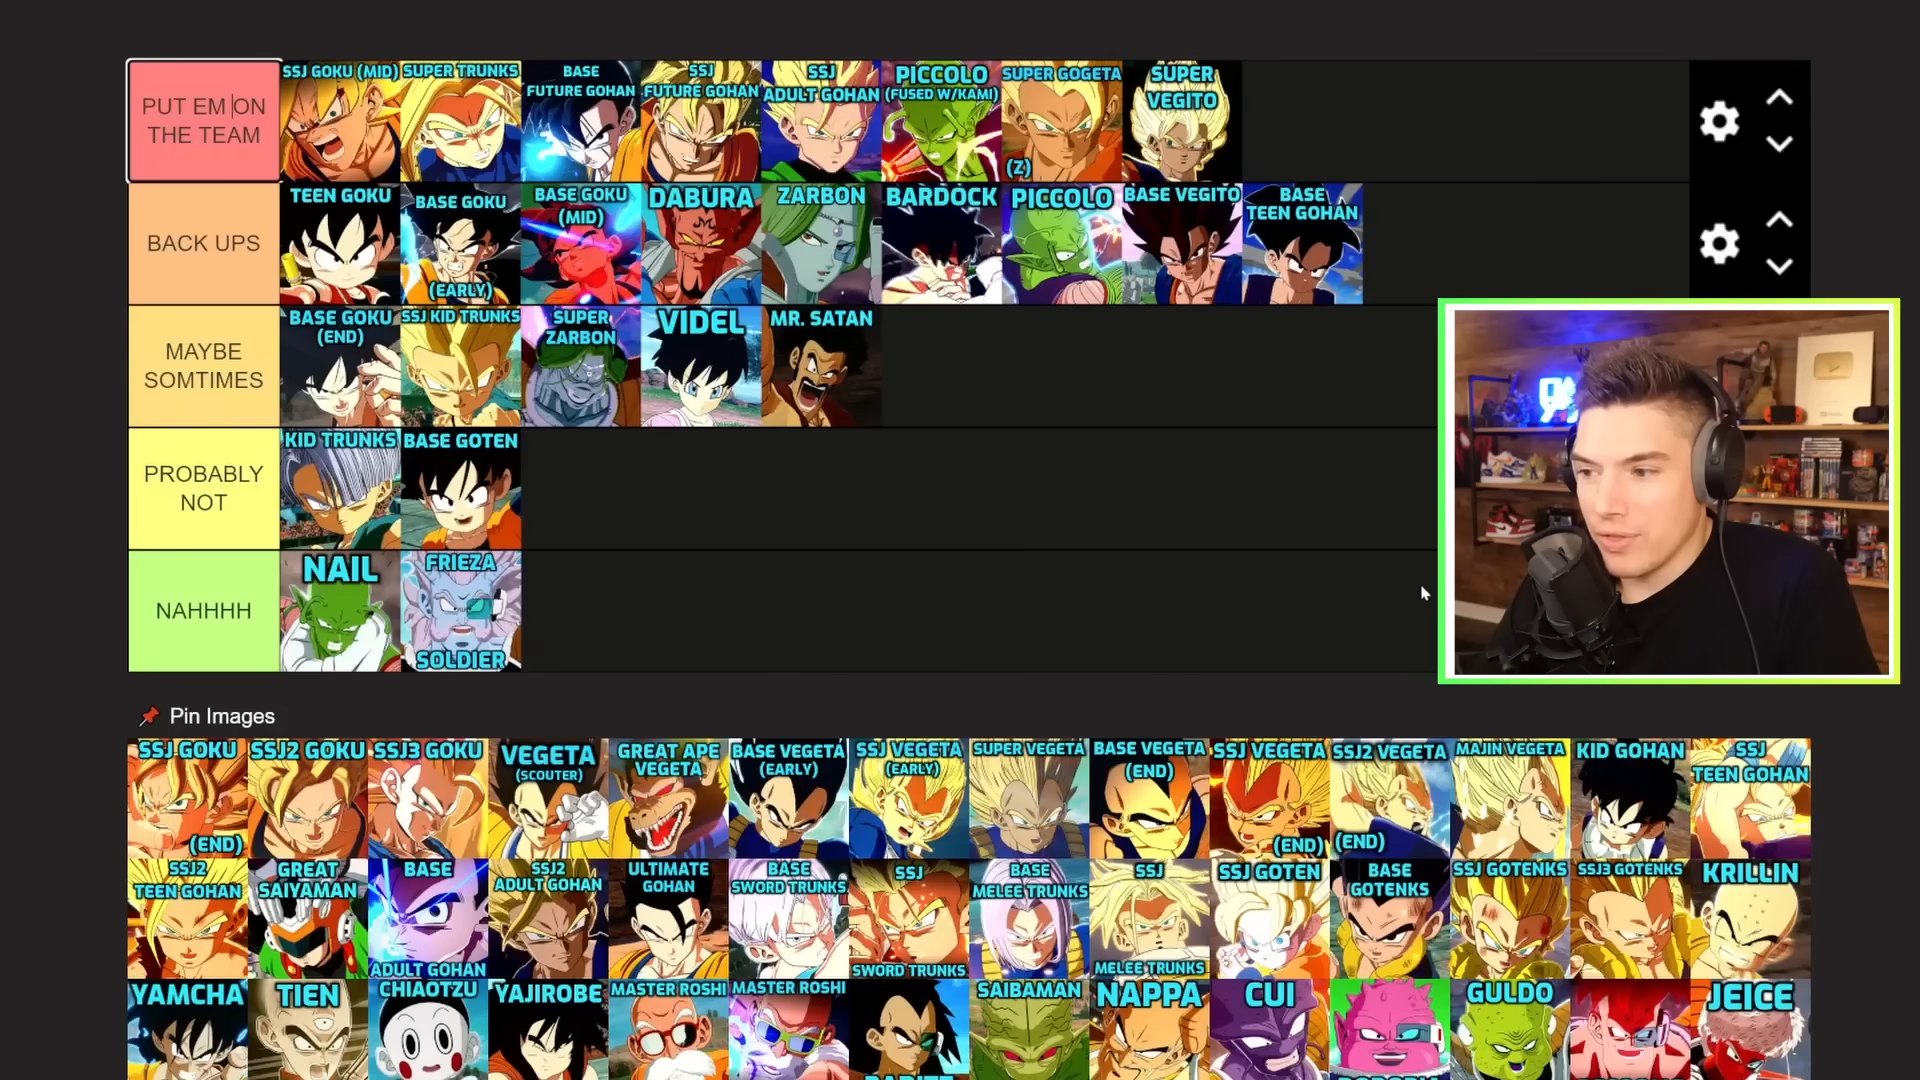 PUT EM ON
THE TEAM
SSJ GOKU (MID)
SUPER TRUNKS
BASE
FUTURE GOHAN
SSJ
FUTURE GOHAN
SSJ
ADULT GOHAN
PICCOLO
(FUSED W/KAMI)
SUPER GOGETA
(Z)
SUPER
VEGITO
BACK UPS
TEEN GOKU
BASE GOKU
(EARLY)
BASE GOKU
(MID)
DABURA
ZARBON
BARDOCK
PICCOLO
BASE VEGITO
BASE
TEEN GOHAN
MAYBE
SOMTIMES
BASE GOKU
(END)
SSJ KID TRUNKS
SUPER
ZARBON
VIDEL
MR. SATAN
PROBABLY
NOT
KID TRUNKS
BASE GOTEN
NAHHHH
NAIL
FRIEZA
SOLDIER
Pin Images
SSJ GOKU
(END)
SSJ2 GOKU
SSJ3 GOKU
VEGETA
(SCOUTER)
GREAT APE
VEGETA
BASE VEGETA
(EARLY)
SSJ VEGETA
(EARLY)
SUPER VEGETA
BASE VEGETA
(END)
SSJ VEGETA
(END)
SSJ2 VEGETA
(END)
MAJIN VEGETA
KID GOHAN
SSJ
TEEN GOHAN
SSJ2
TEEN GOHAN
GREAT
SAIYAMAN
BASE
ADULT GOHAN
SSJ2
ADULT GOHAN
ULTIMATE
GOHAN
BASE
SWORD TRUNKS
SSJ
SWORD TRUNKS
BASE
MELEE TRUNKS
SSJ
MELEE TRUNKS
SSJ GOTEN
BASE
GOTENKS
SSJ GOTENKS
SSJ3 GOTENKS
KRILLIN
YAMCHA
TIEN
CHIAOTZU
YAJIROBE
MASTER ROSHI
MASTER ROSHI
SAIBAMAN
NAPPA
CUI
GULDO
JEICE